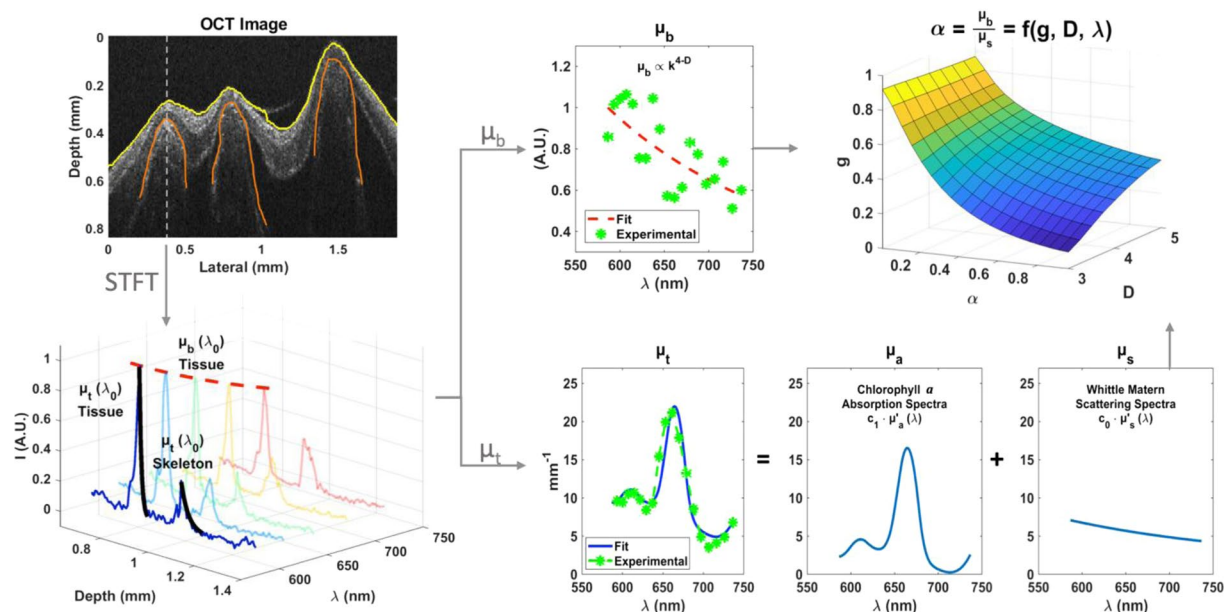 OCT Image
0
0.2
0.4
0.6
0.8
Depth (mm)
0
0.5
1
1.5
Lateral (mm)
STFT
μb
μt
μb
μb ∝ k4-D
1.2
1
0.8
0.6
0.4
(A.U.)
Fit
Experimental
550 600 650 700 750
λ (nm)
α = μb/μs = f(g, D, λ)
1
0.8
0.6
0.4
0.2
0
g
0.2 0.4 0.6 0.8
α
3
4
5
D
μb (λ0)
Tissue
μt (λ0)
Tissue
μt (λ0)
Skeleton
1
0.8
0.6
0.4
0.2
0
I (A.U.)
0.8
1
1.2
1.4
Depth (mm)
600
650
700
750
λ (nm)
μt
25
20
15
10
5
0
mm-1
Fit
Experimental
550 600 650 700 750
λ (nm)
=
μa
Chlorophyll a
Absorption Spectra
c1 · μ'a (λ)
25
20
15
10
5
0
550 600 650 700 750
λ (nm)
+
μs
Whittle Matern
Scattering Spectra
c0 · μ's (λ)
25
20
15
10
5
0
550 600 650 700 750
λ (nm)